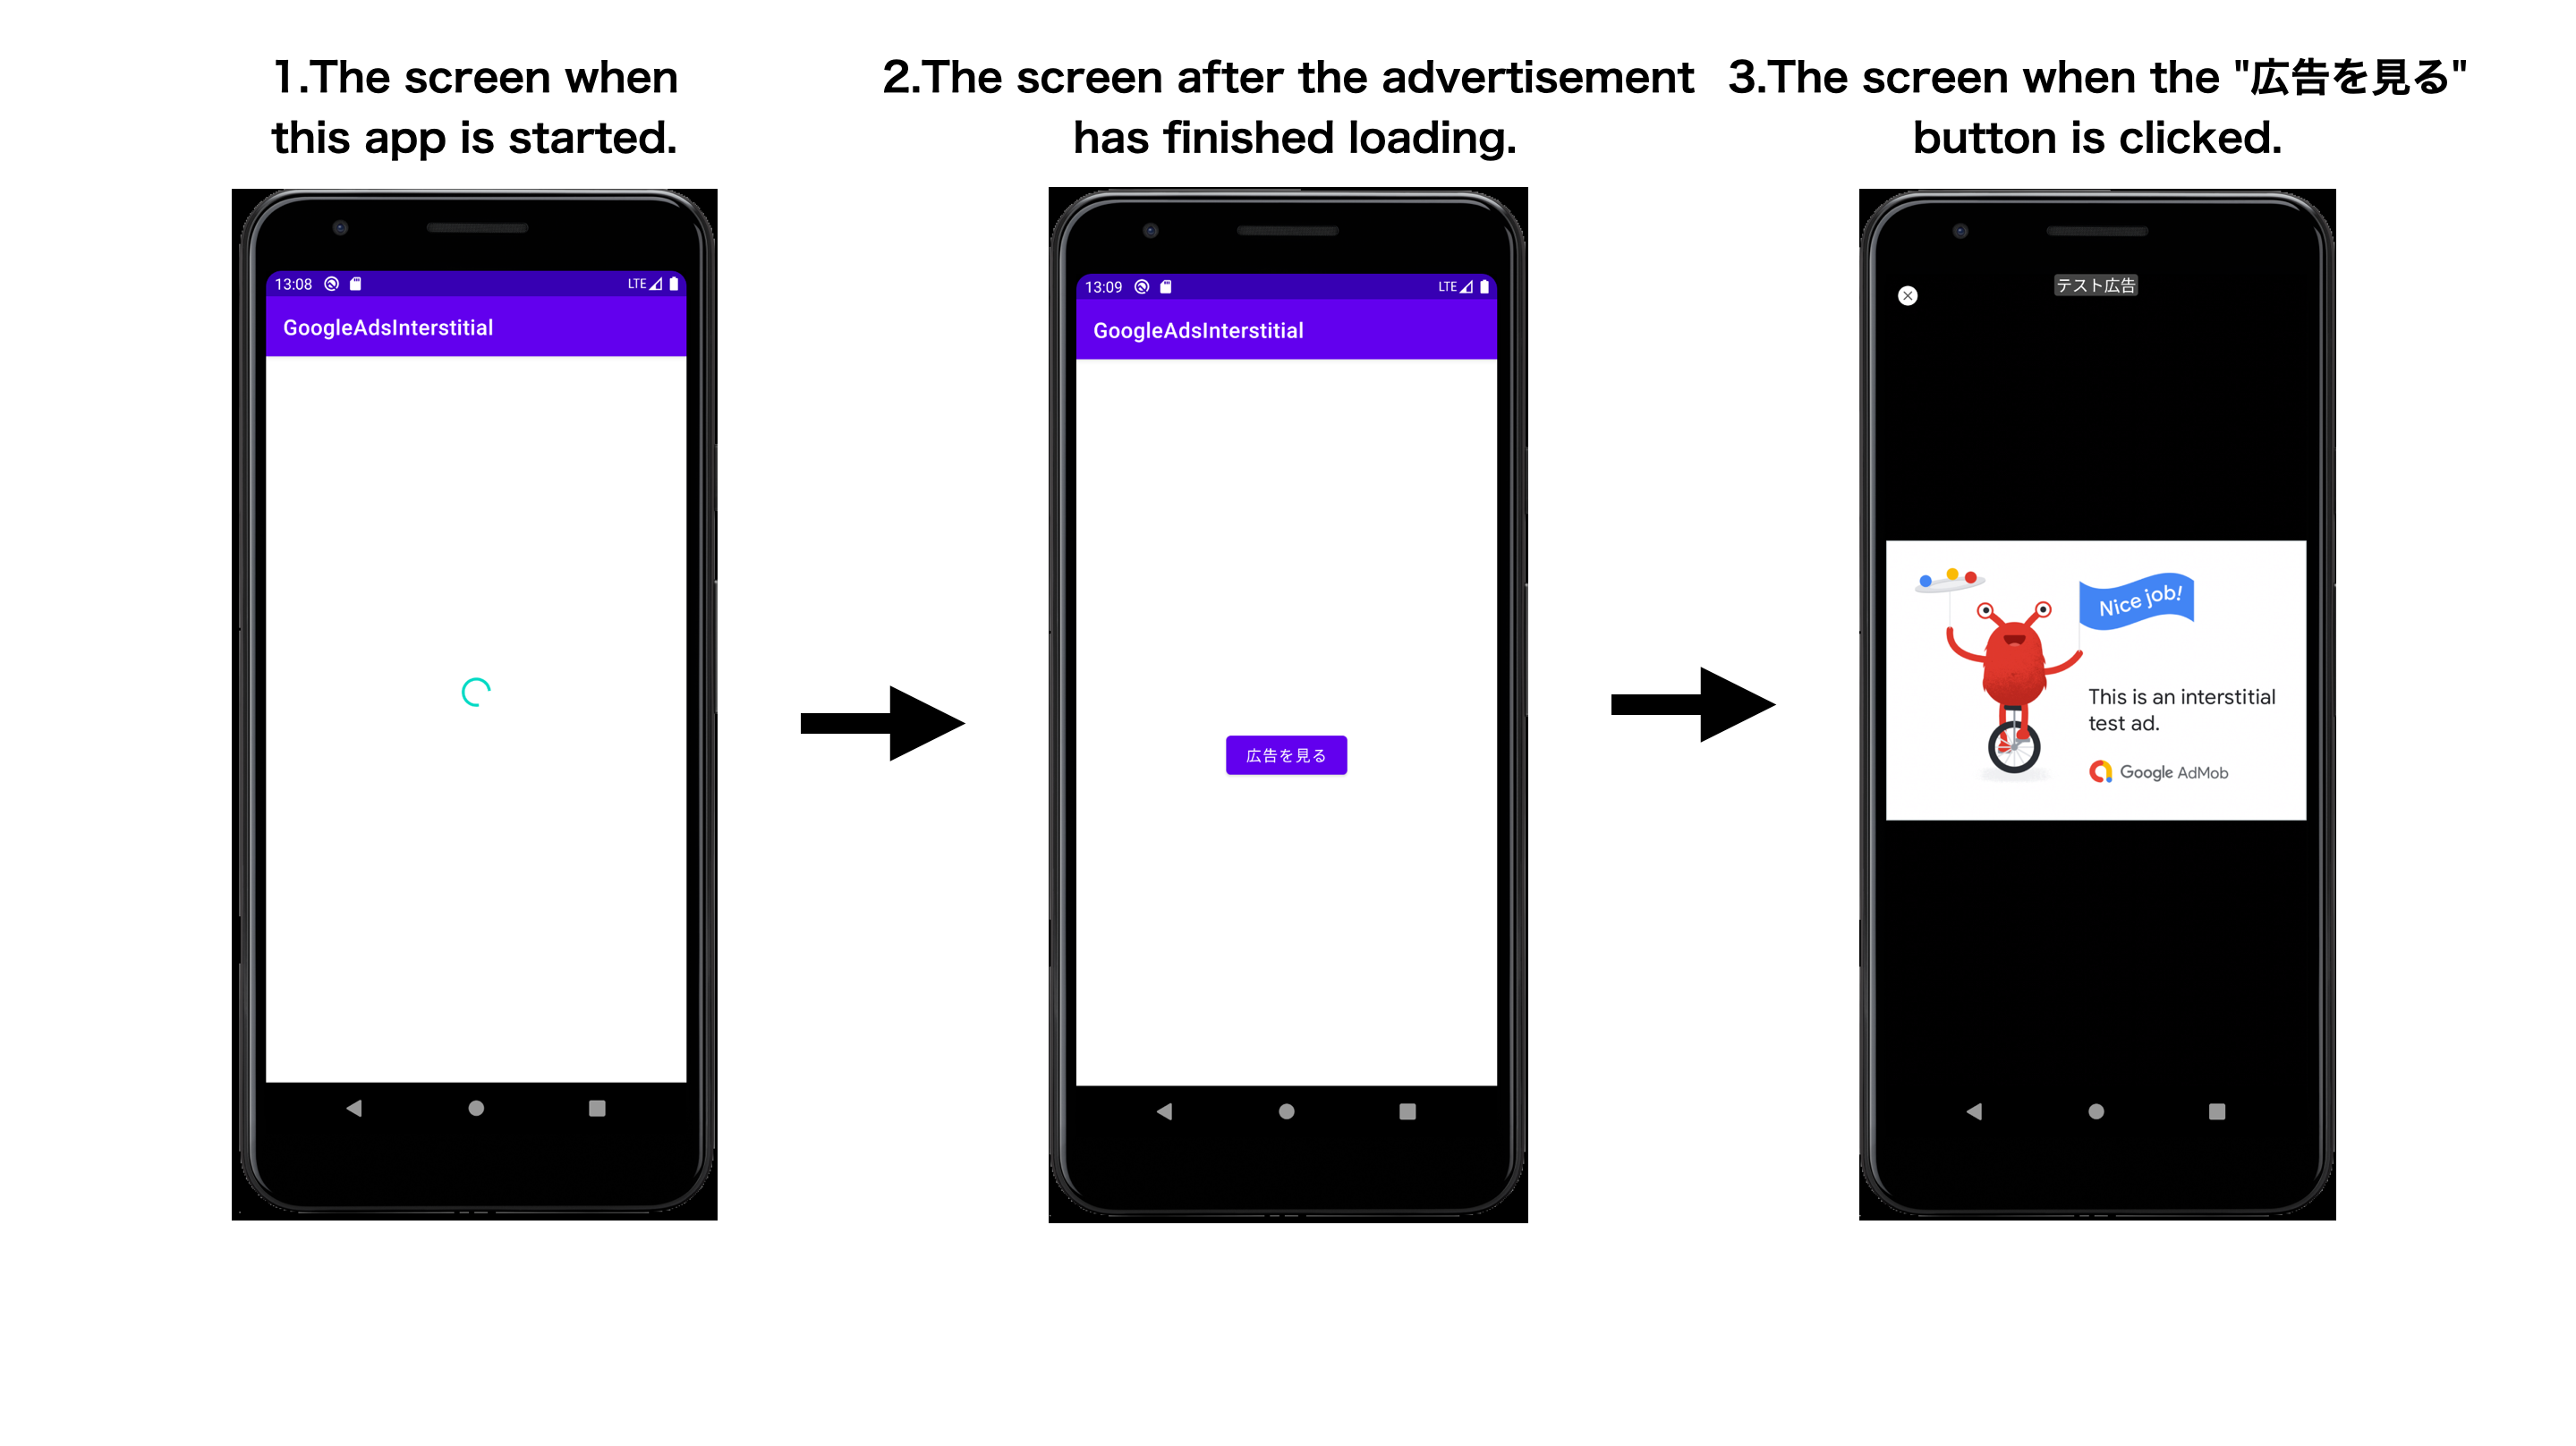 1.The screen when
this app is started.
2.The screen after the advertisement
has finished loading.
3.The screen when the "広告を見る"
button is clicked.
13:08
LTE
GoogleAdsInterstitial
13:09
LTE
GoogleAdsInterstitial
広告を見る
テスト広告
Nice job!
This is an interstitial
test ad.
Google AdMob